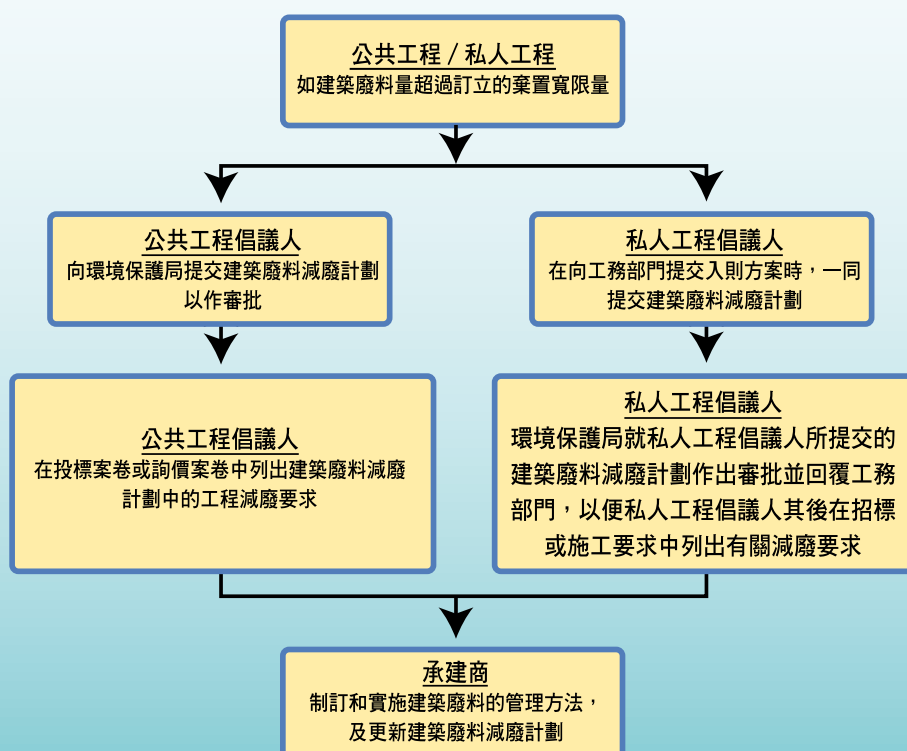 公共工程 / 私人工程
如建築廢料量超過訂立的棄置寬限量
公共工程倡議人
向環境保護局提交建築廢料減廢計劃
以作審批
私人工程倡議人
在向工務部門提交入則方案時，一同
提交建築廢料減廢計劃
公共工程倡議人
在投標案卷或詢價案卷中列出建築廢料減廢
計劃中的工程減廢要求
私人工程倡議人
環境保護局就私人工程倡議人所提交的
建築廢料減廢計劃作出審批並回覆工務
部門，以便私人工程倡議人其後在招標
或施工要求中列出有關減廢要求
承建商
制訂和實施建築廢料的管理方法，
及更新建築廢料減廢計劃